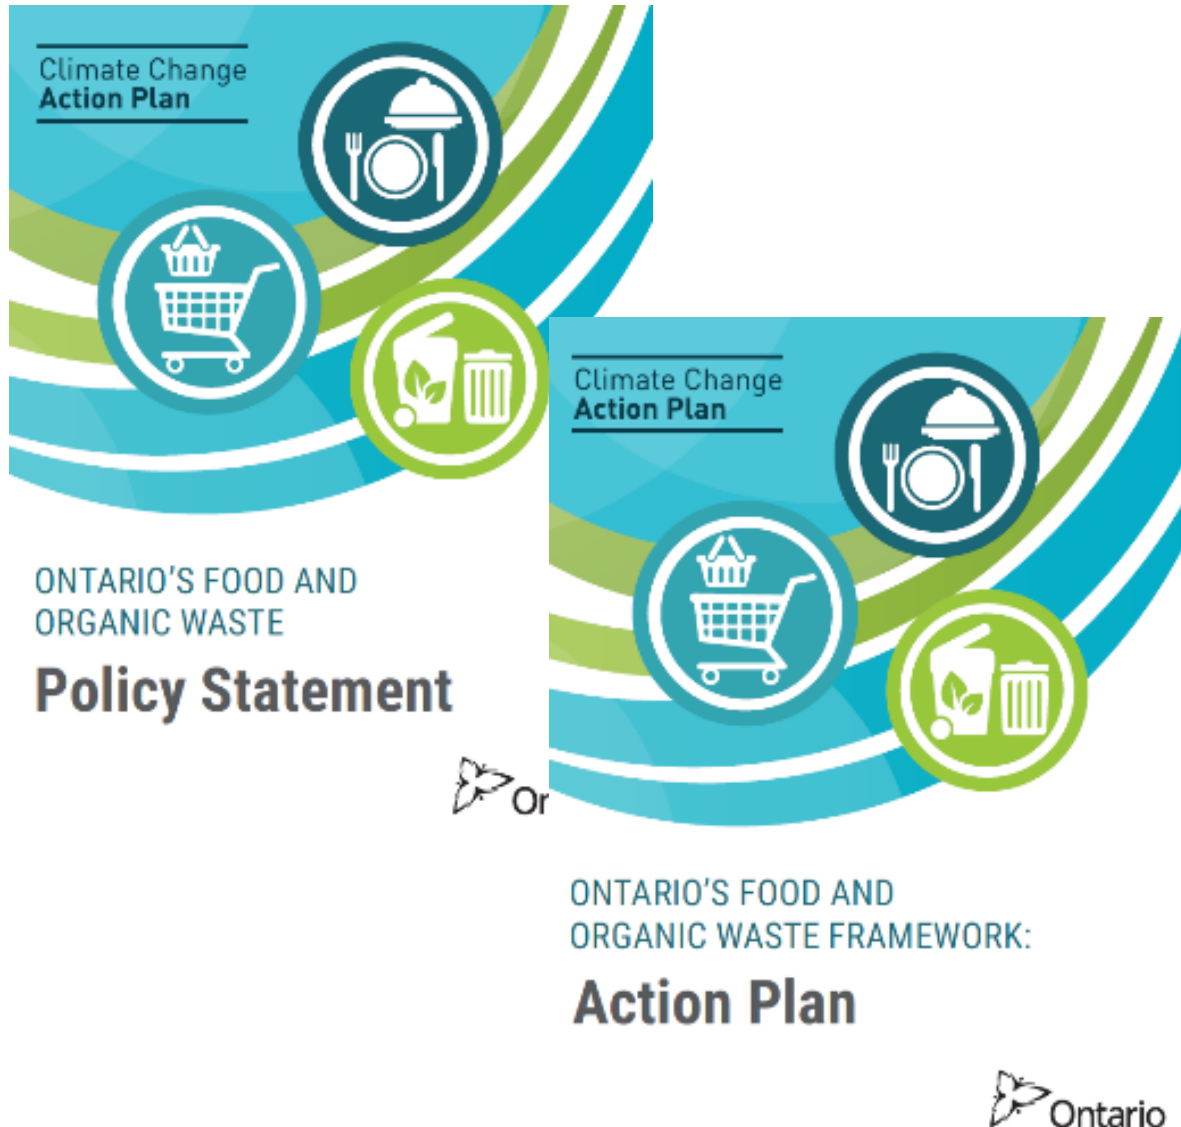 Climate Change
Action Plan
ONTARIO'S FOOD AND
ORGANIC WASTE
Policy Statement
Or
Climate Change
Action Plan
ONTARIO'S FOOD AND
ORGANIC WASTE FRAMEWORK:
Action Plan
Ontario